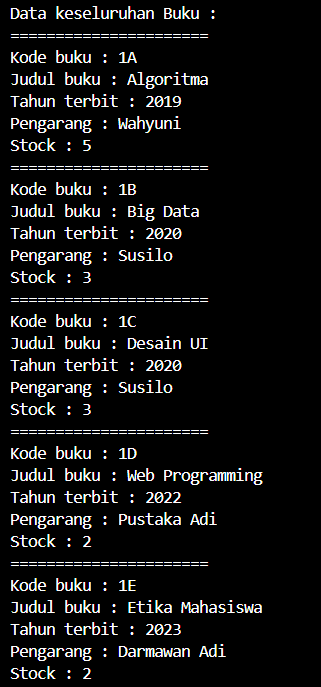 Data keseluruhan Buku :
======================
Kode buku : 1A
Judul buku : Algoritma
Tahun terbit : 2019
Pengarang : Wahyuni
Stock : 5
======================
Kode buku : 1B
Judul buku : Big Data
Tahun terbit : 2020
Pengarang : Susilo
Stock : 3
======================
Kode buku : 1C
Judul buku : Desain UI
Tahun terbit : 2020
Pengarang : Susilo
Stock : 3
======================
Kode buku : 1D
Judul buku : Web Programming
Tahun terbit : 2022
Pengarang : Pustaka Adi
Stock : 2
======================
Kode buku : 1E
Judul buku : Etika Mahasiswa
Tahun terbit : 2023
Pengarang : Darmawan Adi
Stock : 2